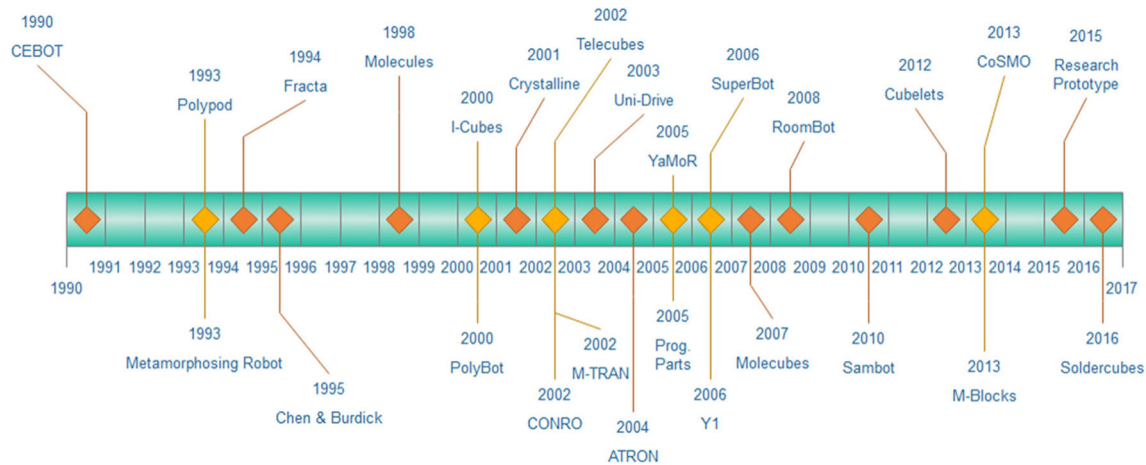 1990
CEBOT
1993
Polypod
1994
Fracta
1998
Molecules
2000
I-Cubes
2001
Crystalline
2002
Telecubes
2003
Uni-Drive
2005
YaMoR
2006
SuperBot
2008
RoomBot
2012
Cubelets
2013
CoSMO
2015
Research
Prototype
1990
1991
1992
1993
1994
1995
1996
1997
1998
1999
2000
2001
2002
2003
2004
2005
2006
2007
2008
2009
2010
2011
2012
2013
2014
2015
2016
2017
1993
Metamorphosing Robot
1995
Chen & Burdick
2000
PolyBot
2002
CONRO
2002
M-TRAN
2004
ATRON
2005
Prog.
Parts
2006
Y1
2007
Molecubes
2010
Sambot
2013
M-Blocks
2016
Soldercubes